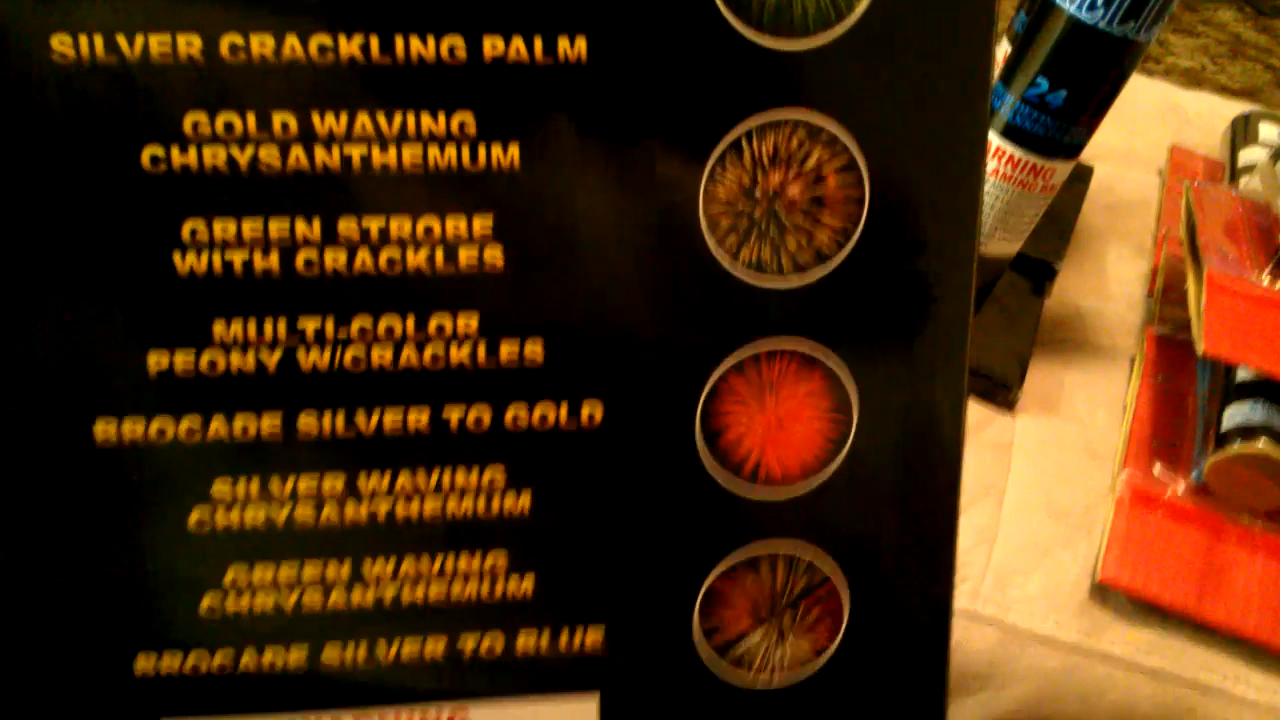 SILVER CRACKLING PALM
GOLD WAVING
CHRYSANTHEMUM
GREEN STROBE
WITH CRACKLES
MULTI-COLOR
PEONY W/CRACKLES
BROCADE SILVER TO GOLD
SILVER WAVING
CHRYSANTHEMUM
GREEN WAVING
CHRYSANTHEMUM
BROCADE SILVER TO BLUE
24